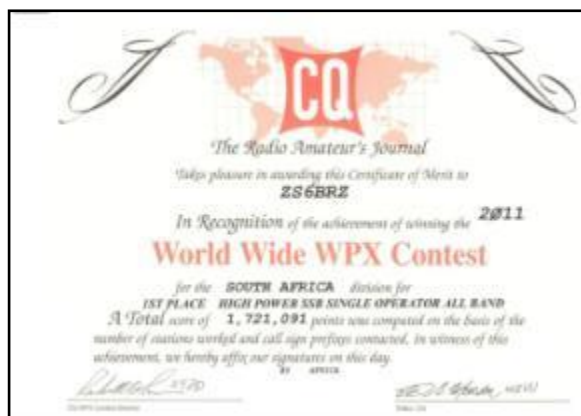 CQ
The Radio Amateur's Journal
Takes pleasure in awarding this Certificate of Merit to
ZS6BRZ
In Recognition of the achievement of winning the 2Ø11
World Wide WPX Contest
for the SOUTH AFRICA division for
1ST PLACE HIGH POWER SSB SINGLE OPERATOR ALL BAND
A Total score of 1,721,091 points was computed on the basis of the
number of stations worked and call sign prefixes contacted, in witness of this
achievement, we hereby affix our signatures on this day.
AFRICA